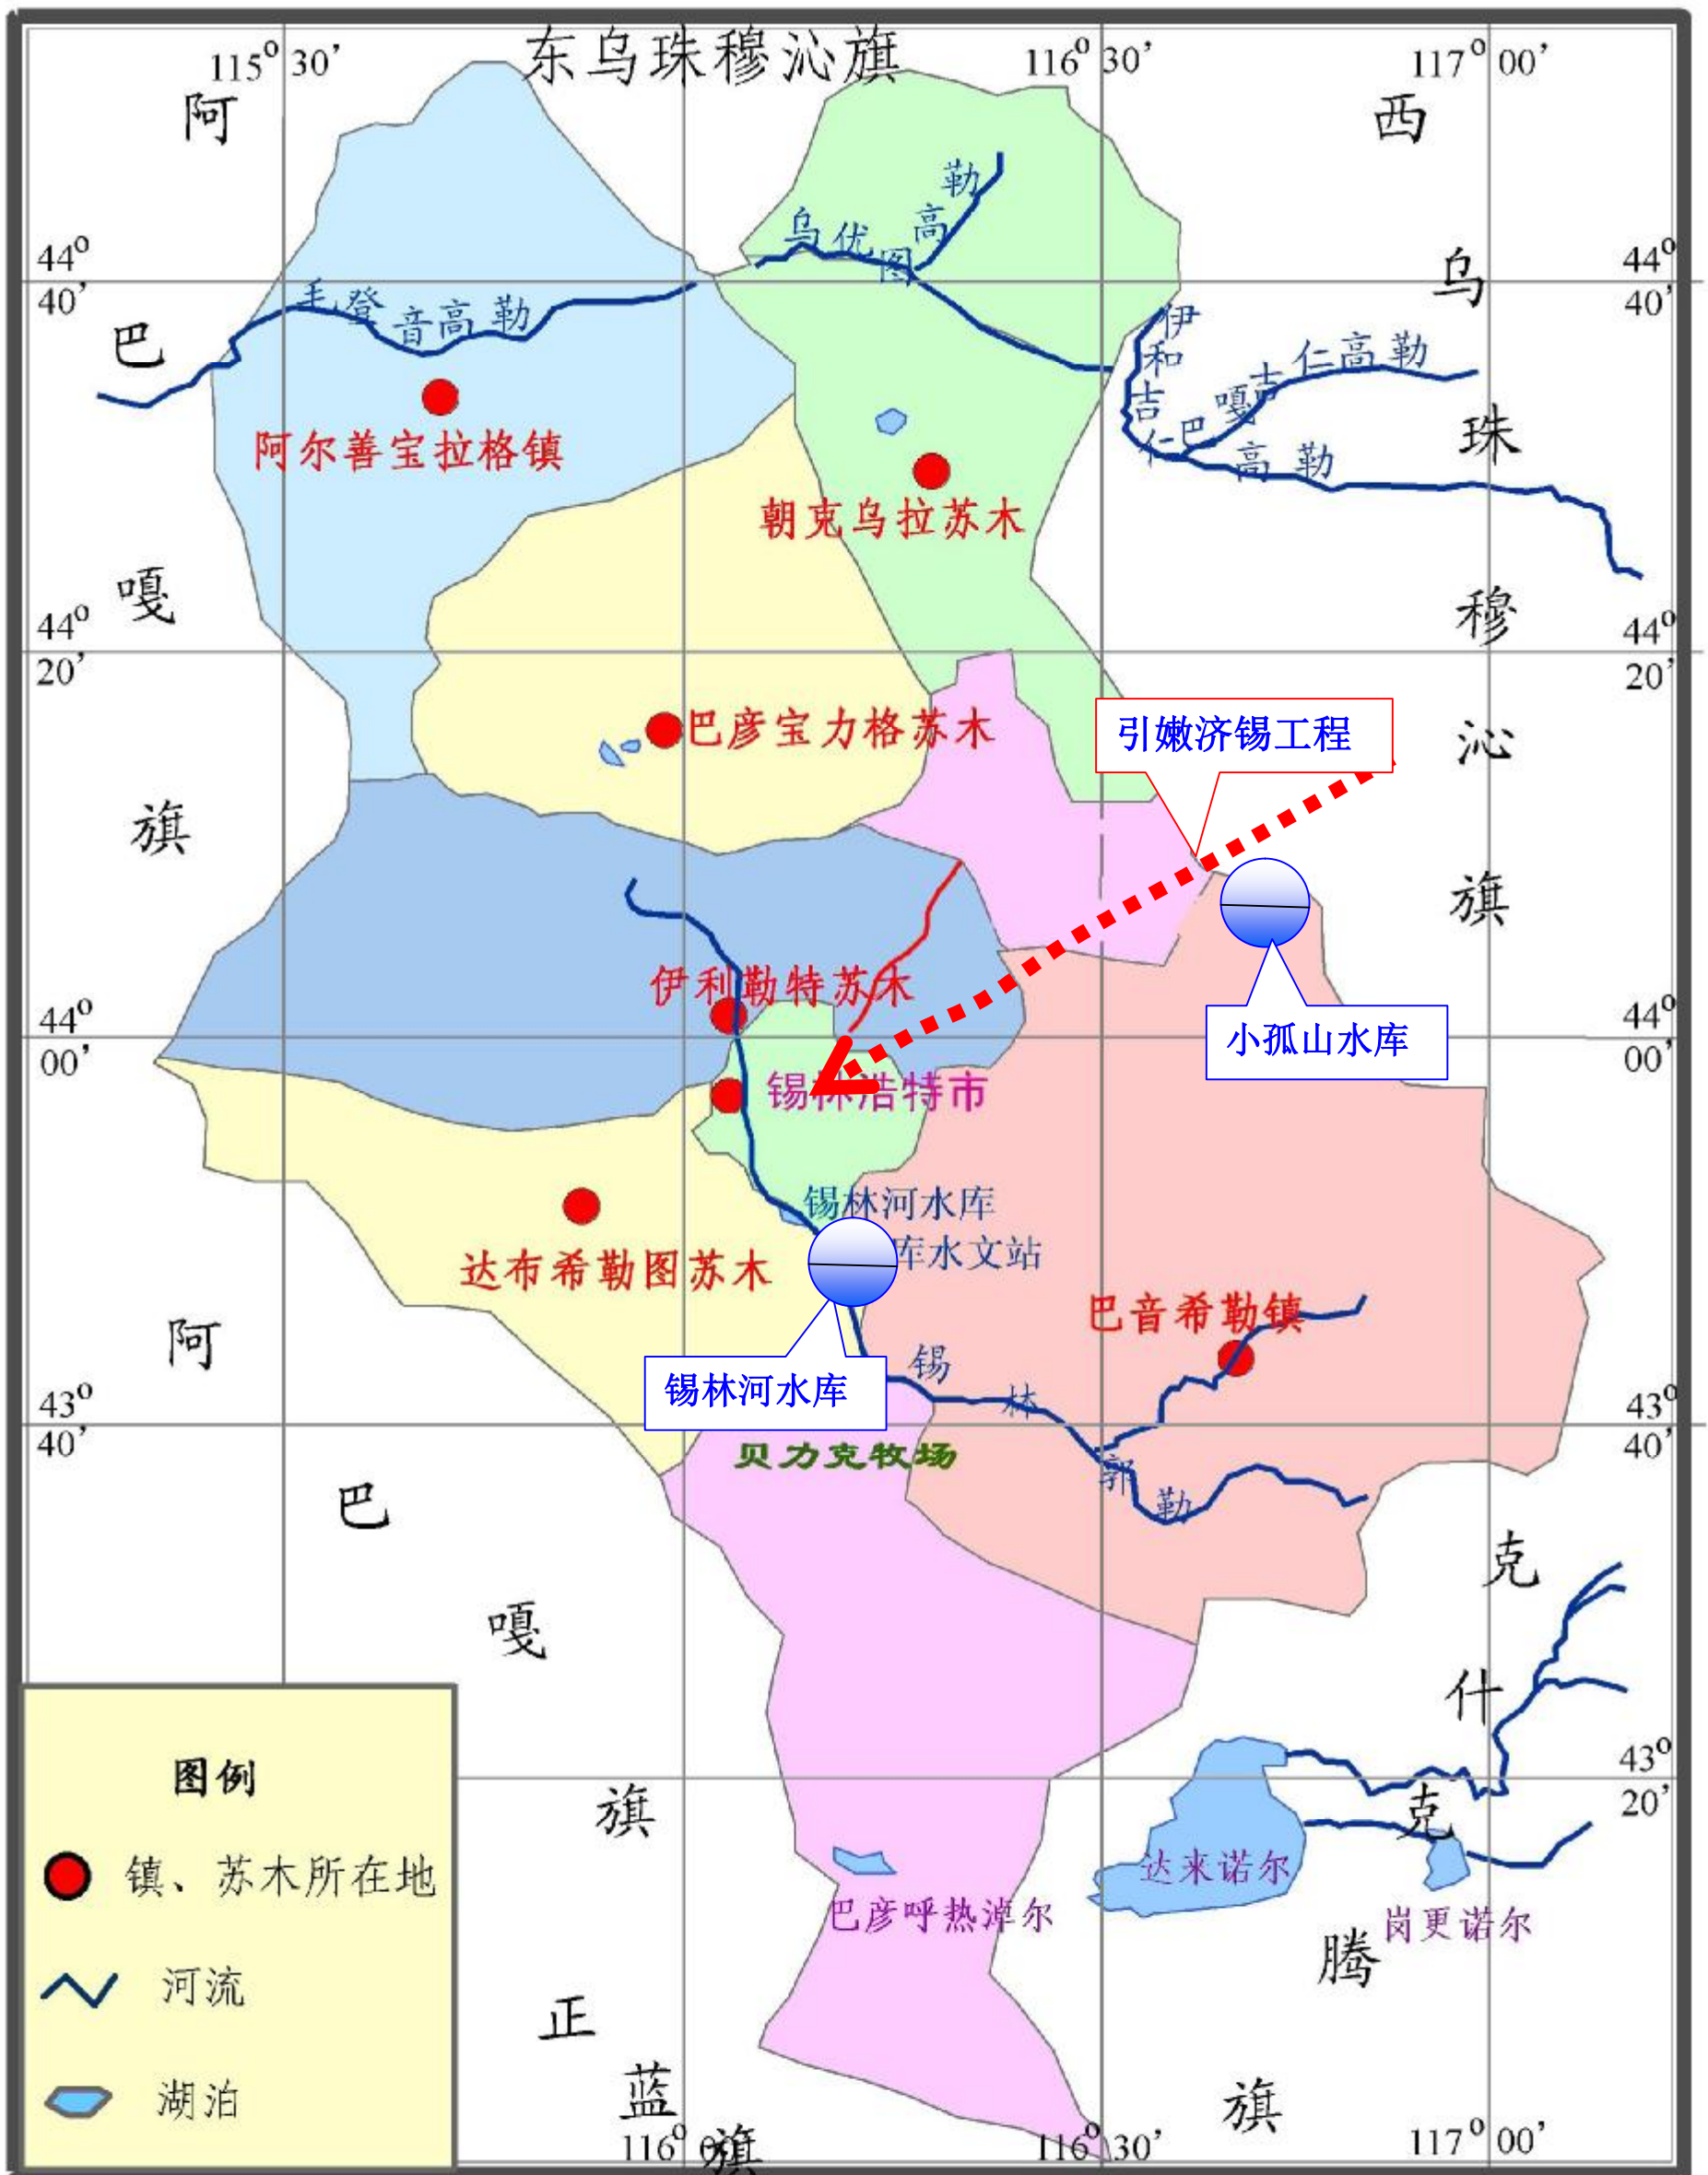 东乌珠穆沁旗
115° 30'
116° 30'
117° 00'
阿巴嘎旗
西乌珠穆沁旗
乌优图高勒
44°
40'
44°
40'
毛登音高勒
伊和吉仁高勒
巴嘎吉仁高勒
阿尔善宝拉格镇
朝克乌拉苏木
44°
20'
44°
20'
巴彦宝力格苏木
引嫩济锡工程
伊利勒特苏木
44°
00'
44°
00'
小孤山水库
锡林浩特市
锡林河水库
库水文站
达布希勒图苏木
巴音希勒镇
阿巴嘎旗
锡林河水库
锡林郭勒
43°
40'
43°
40'
贝力克牧场
克什克腾旗
43°
20'
达来诺尔
岗更诺尔
巴彦呼热淖尔
正蓝旗
图例
镇、苏木所在地
河流
湖泊
116° 00'
116° 30'
117° 00'